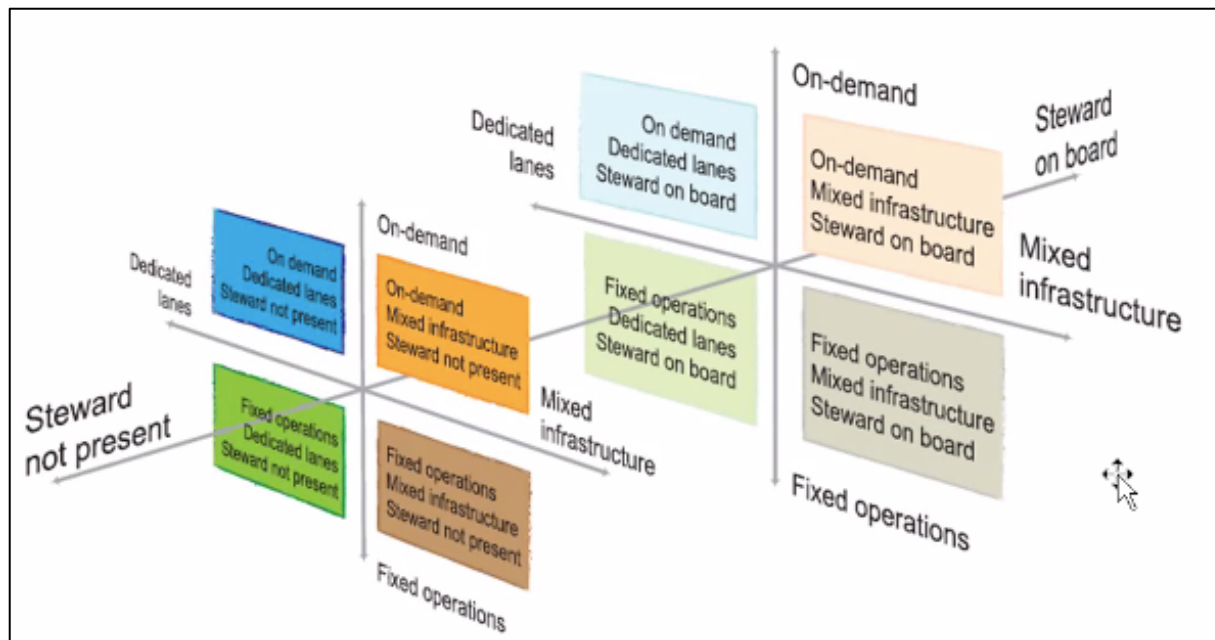 On-demand
Steward
on board
Dedicated
lanes
On demand
Dedicated lanes
Steward on board
On-demand
Mixed infrastructure
Steward on board
Mixed
infrastructure
Fixed operations
Dedicated lanes
Steward on board
Fixed operations
Mixed infrastructure
Steward on board
Fixed operations
On-demand
Dedicated
lanes
On demand
Dedicated lanes
Steward not present
On-demand
Mixed infrastructure
Steward not present
Mixed
infrastructure
Steward
not present
Fixed operations
Dedicated lanes
Steward not present
Fixed operations
Mixed infrastructure
Steward not present
Fixed operations